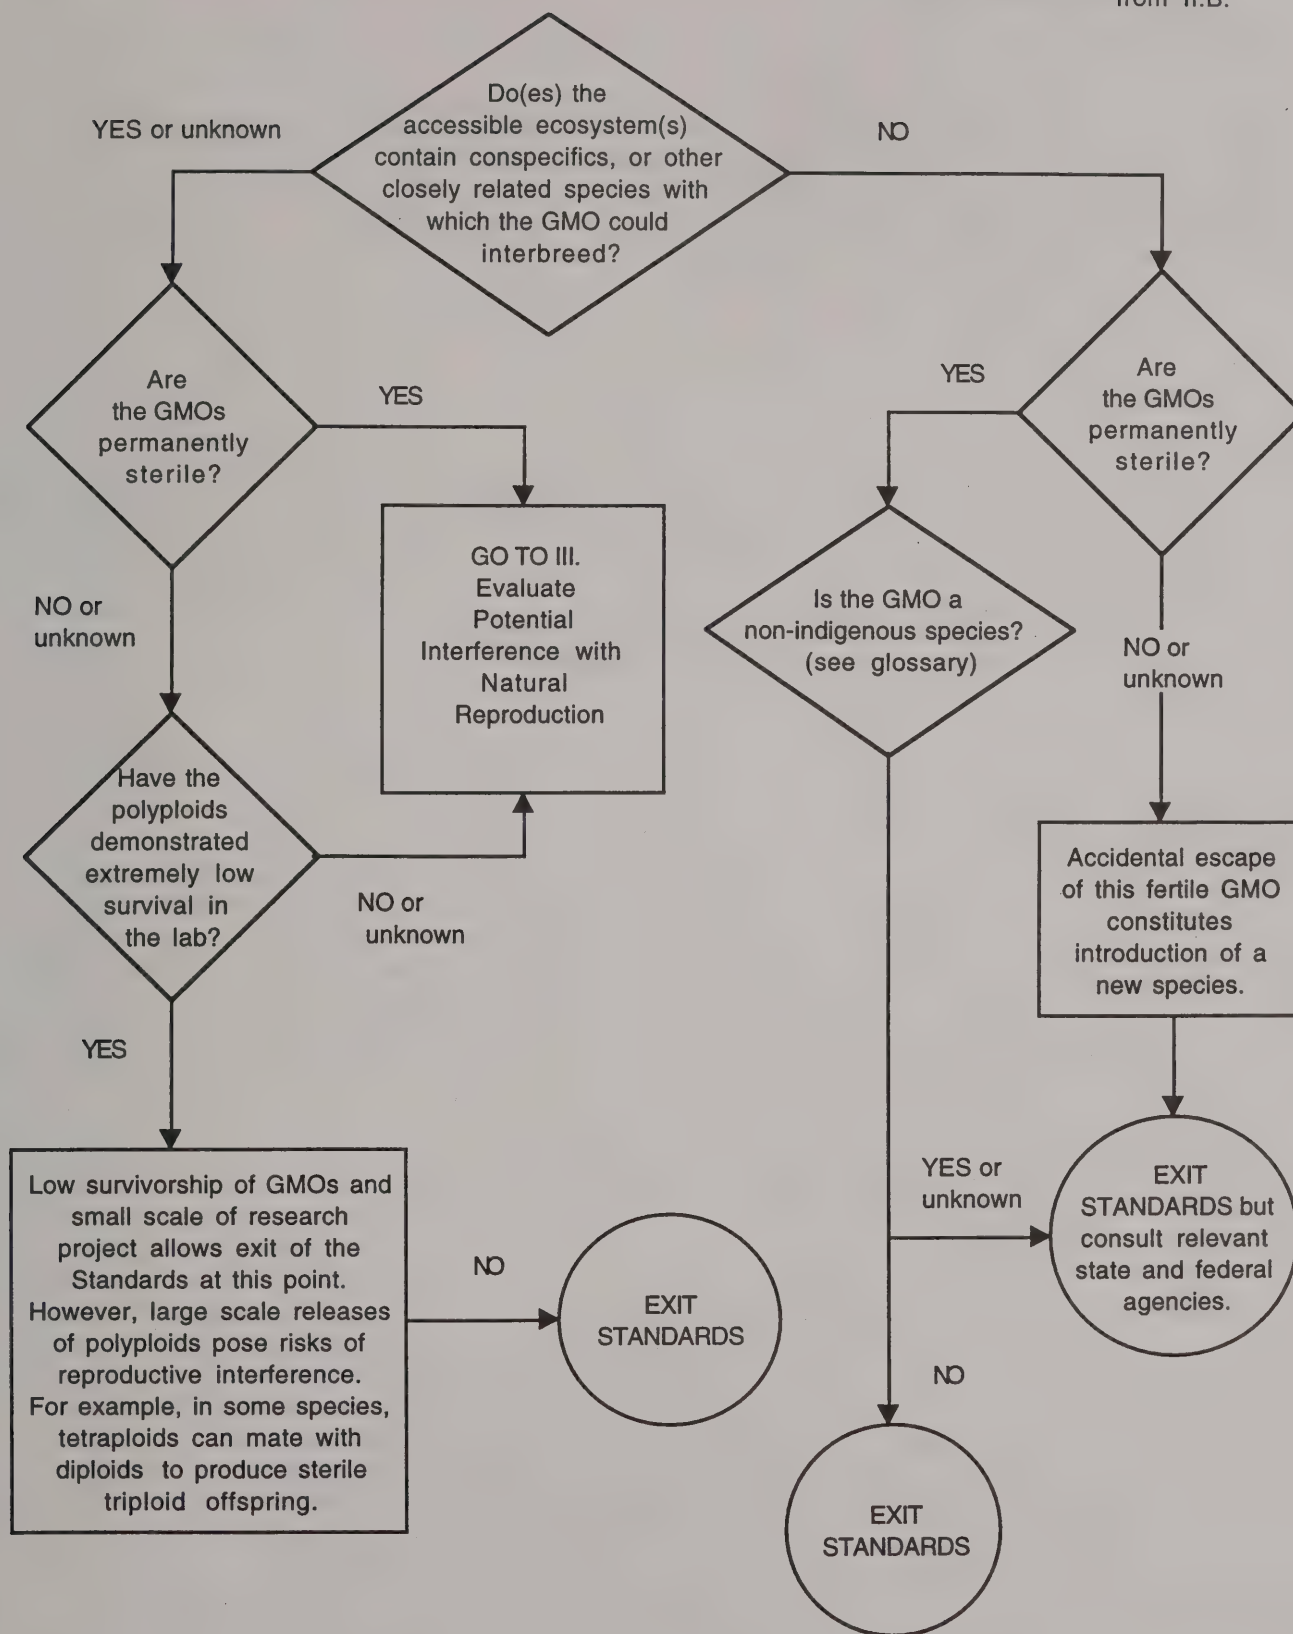 from II.B.
Do(es) the
accessible ecosystem(s)
contain conspecifics, or other
closely related species with
which the GMO could
interbreed?
YES or unknown
NO
Are
the GMOs
permanently
sterile?
YES
NO or
unknown
GO TO III.
Evaluate
Potential
Interference with
Natural
Reproduction
Have the
polyploids
demonstrated
extremely low
survival in
the lab?
NO or
unknown
YES
Low survivorship of GMOs and
small scale of research
project allows exit of the
Standards at this point.
However, large scale releases
of polyploids pose risks of
reproductive interference.
For example, in some species,
tetraploids can mate with
diploids to produce sterile
triploid offspring.
NO
EXIT
STANDARDS
Are
the GMOs
permanently
sterile?
YES
Is the GMO a
non-indigenous species?
(see glossary)
NO or
unknown
Accidental escape
of this fertile GMO
constitutes
introduction of a
new species.
YES or
unknown
EXIT
STANDARDS but
consult relevant
state and federal
agencies.
NO
EXIT
STANDARDS